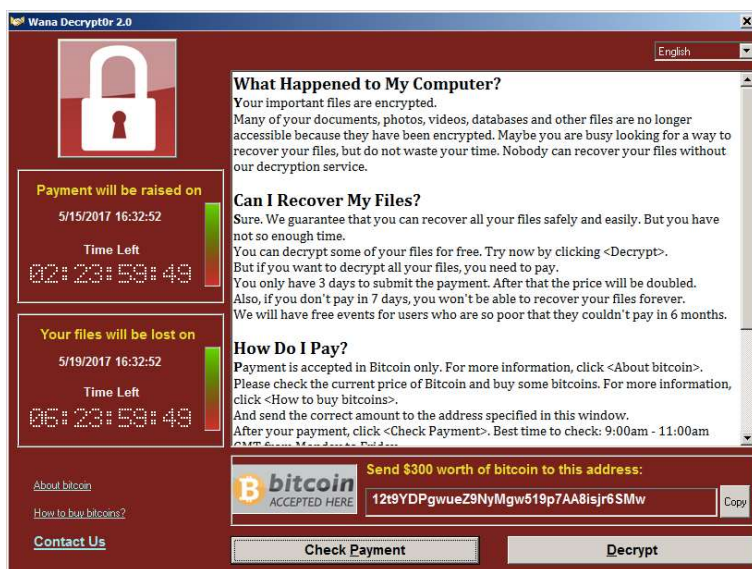 Wana Decrypt0r 2.0
English
What Happened to My Computer?
Your important files are encrypted.
Many of your documents, photos, videos, databases and other files are no longer
accessible because they have been encrypted. Maybe you are busy looking for a way to
recover your files, but do not waste your time. Nobody can recover your files without
our decryption service.
Can I Recover My Files?
Sure. We guarantee that you can recover all your files safely and easily. But you have
not so enough time.
You can decrypt some of your files for free. Try now by clicking <Decrypt>.
But if you want to decrypt all your files, you need to pay.
You only have 3 days to submit the payment. After that the price will be doubled.
Also, if you don't pay in 7 days, you won't be able to recover your files forever.
We will have free events for users who are so poor that they couldn't pay in 6 months.
How Do I Pay?
Payment is accepted in Bitcoin only. For more information, click <About bitcoin>.
Please check the current price of Bitcoin and buy some bitcoins. For more information,
click <How to buy bitcoins>.
And send the correct amount to the address specified in this window.
After your payment, click <Check Payment>. Best time to check: 9:00am - 11:00am
GMT from Monday to Friday.
Payment will be raised on
5/15/2017 16:32:52
Time Left
02:23:59:49
Your files will be lost on
5/19/2017 16:32:52
Time Left
06:23:59:49
About bitcoin
How to buy bitcoins?
Contact Us
bitcoin
ACCEPTED HERE
Send $300 worth of bitcoin to this address:
12t9YDPgwueZ9NyMgw519p7AA8isjr6SMw
Copy
Check Payment
Decrypt